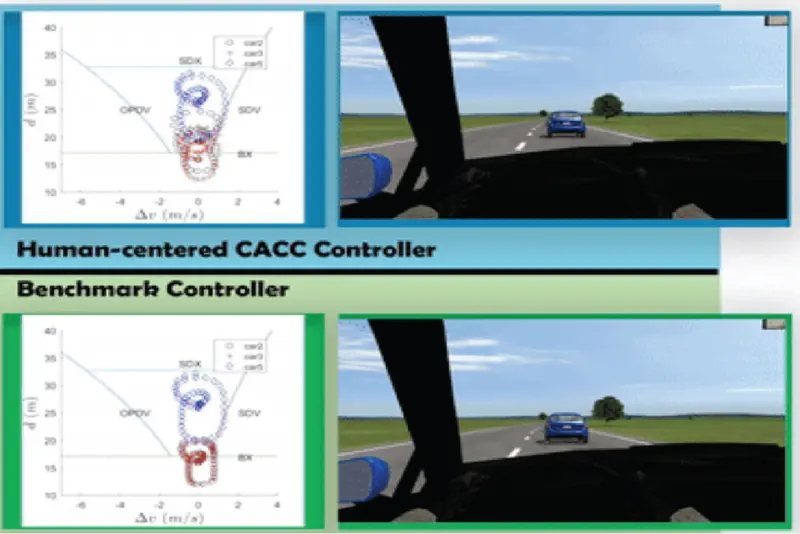 40
35
30
25
20
15
10
d (m)
SDX
OPDV
SDV
BX
car2
car3
car5
-6 -4 -2 0 2 4
Δv (m/s)
Human-centered CACC Controller
Benchmark Controller
40
35
30
25
20
15
10
d (m)
SDX
OPDV
SDV
BX
car2
car3
car5
-6 -4 -2 0 2 4
Δv (m/s)